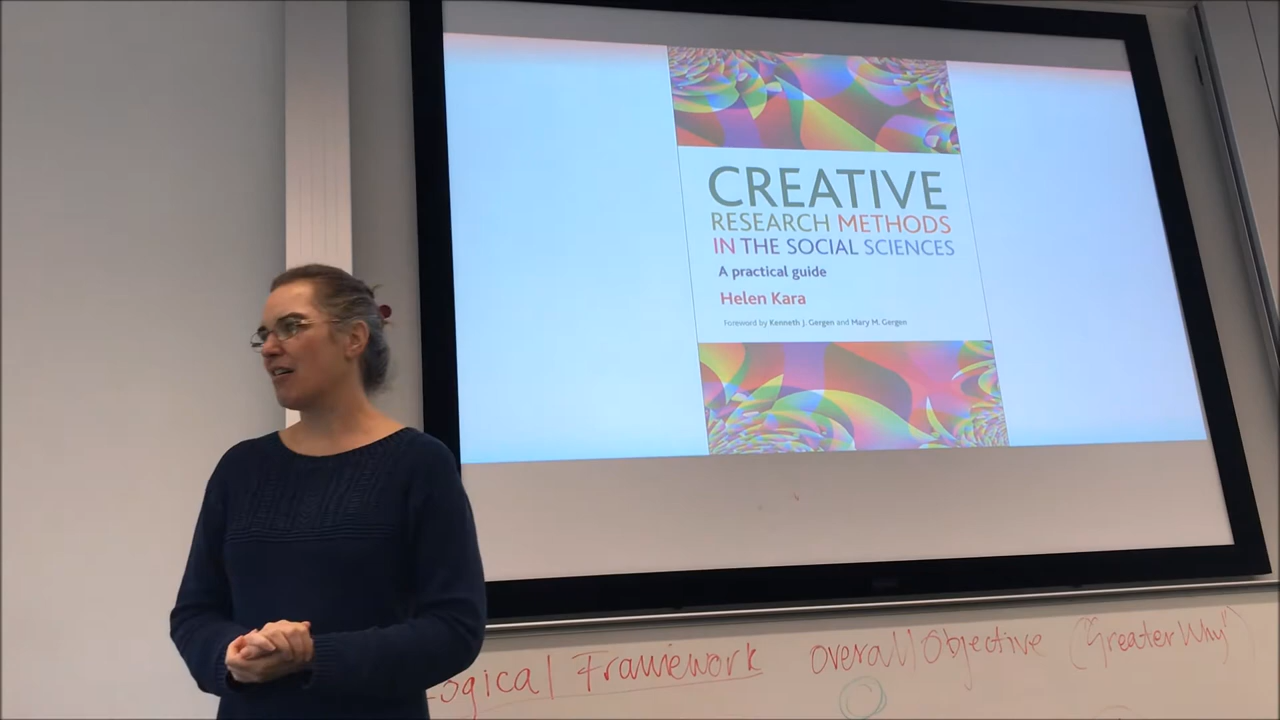 CREATIVE
RESEARCH METHODS
IN THE SOCIAL SCIENCES
A practical guide
Helen Kara
Foreword by Kenneth J. Gergen and Mary M. Gergen
Logical Framework overall Objective ("Greater Why")